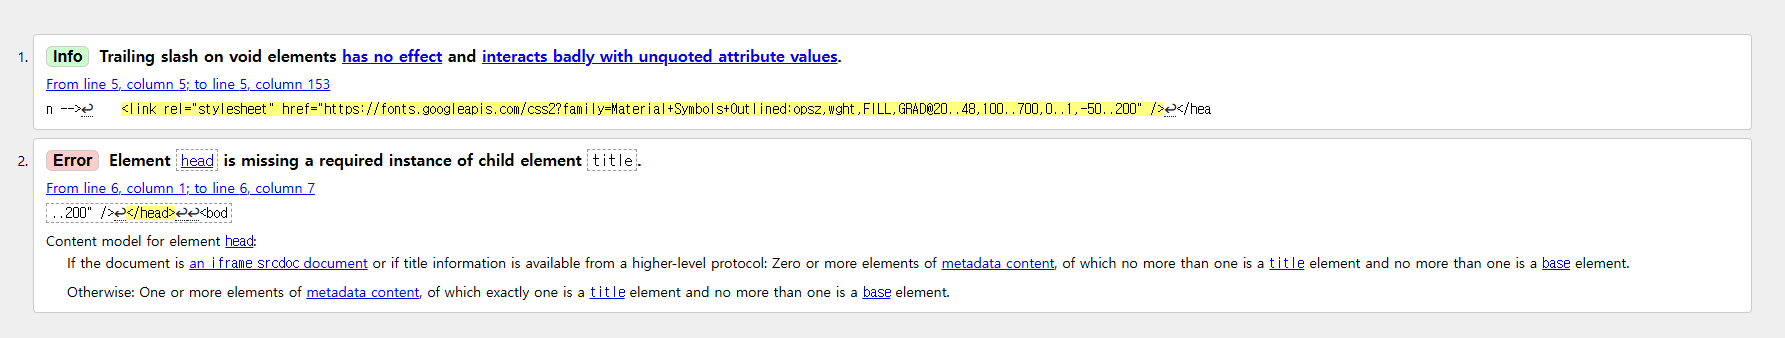 1. Info Trailing slash on void elements has no effect and interacts badly with unquoted attribute values.
From line 5, column 5; to line 5, column 153
n -->↩    <link rel="stylesheet" href="https://fonts.googleapis.com/css2?family=Material+Symbols+Outlined:opsz,wght,FILL,GRAD@20..48,100..700,0..1,-50..200" />↩</hea
2. Error Element head is missing a required instance of child element title.
From line 6, column 1; to line 6, column 7
..200" />↩</head>↩↩<bod
Content model for element head:
If the document is an iframe srcdoc document or if title information is available from a higher-level protocol: Zero or more elements of metadata content, of which no more than one is a title element and no more than one is a base element.
Otherwise: One or more elements of metadata content, of which exactly one is a title element and no more than one is a base element.